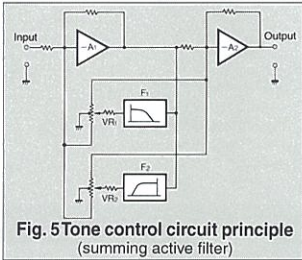 Input
Output
-A1
-A2
F1
VR1
F2
VR2
Fig. 5 Tone control circuit principle
(summing active filter)